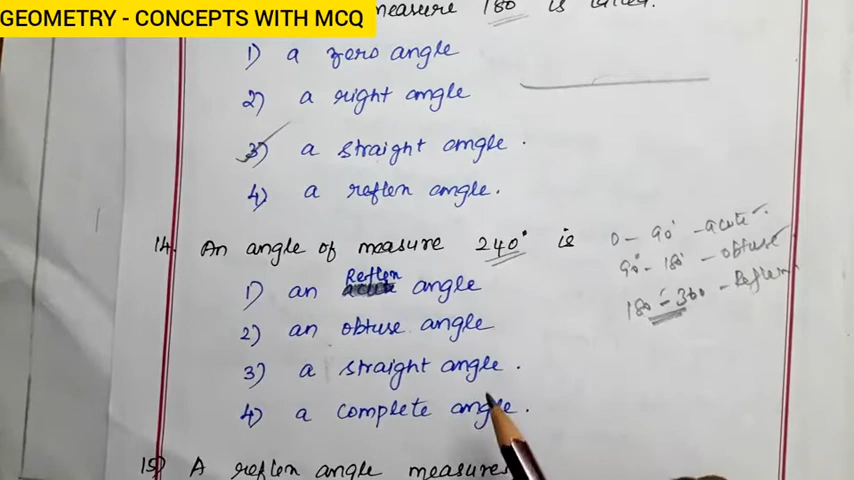 GEOMETRY - CONCEPTS WITH MCQ
measure 180 is called.
1) a zero angle
2) a right angle
3) a straight angle.
4) a reflex angle.
14. An angle of measure 240° is
1) an Reflex angle
2) an obtuse angle
3) a straight angle.
4) a complete angle.
0 - 90° - acute
90° - 180° - obtuse
180 - 360 - Reflex
15) A reflex angle measures